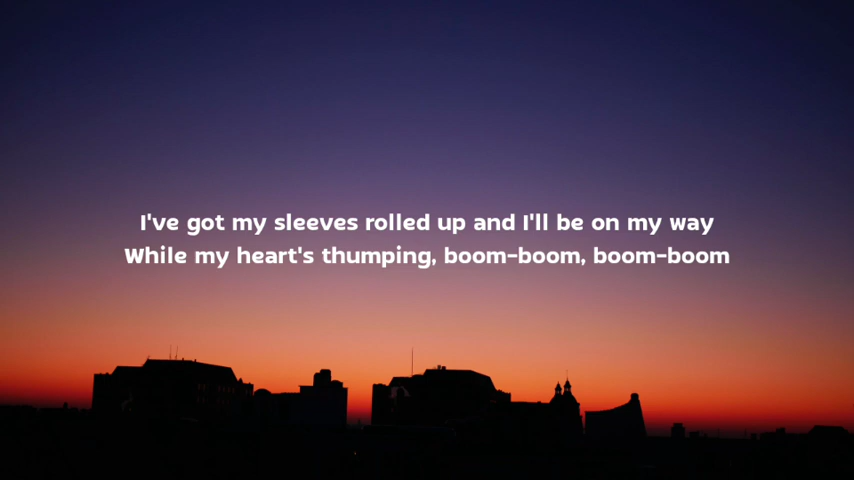 I've got my sleeves rolled up and I'll be on my way
While my heart's thumping, boom-boom, boom-boom